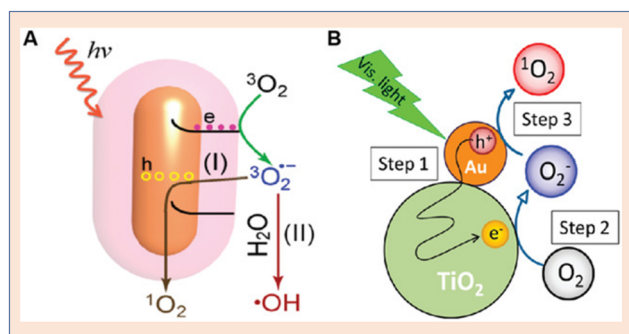 A
hν
³O₂
e
h
(I)
³O₂•−
H₂O
(II)
¹O₂
•OH
B
Vis. light
¹O₂
h⁺
Step 3
Step 1
Au
O₂⁻
e⁻
Step 2
TiO₂
O₂